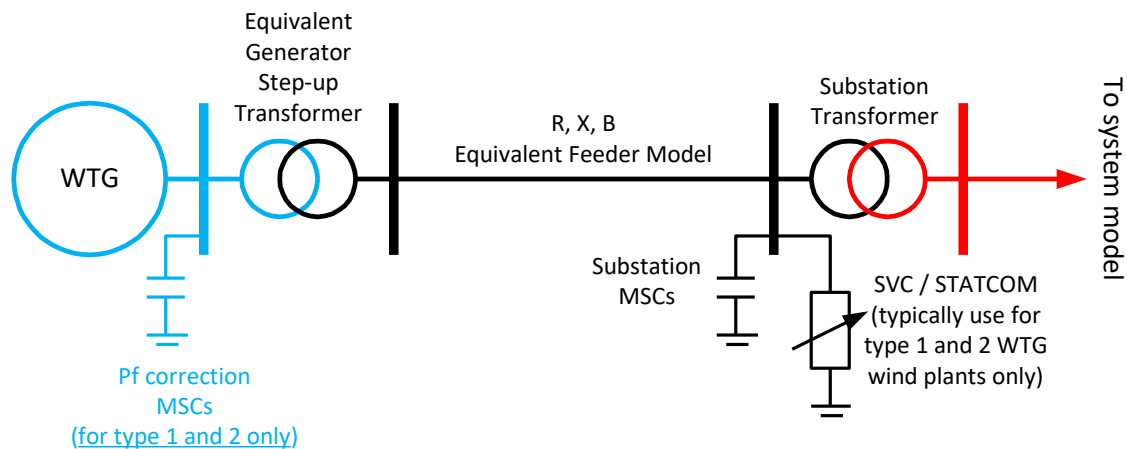 Equivalent
Generator
Step-up
Transformer
WTG
R, X, B
Equivalent Feeder Model
Substation
Transformer
To system model
Substation
MSCs
SVC / STATCOM
(typically use for
type 1 and 2 WTG
wind plants only)
Pf correction
MSCs
(for type 1 and 2 only)